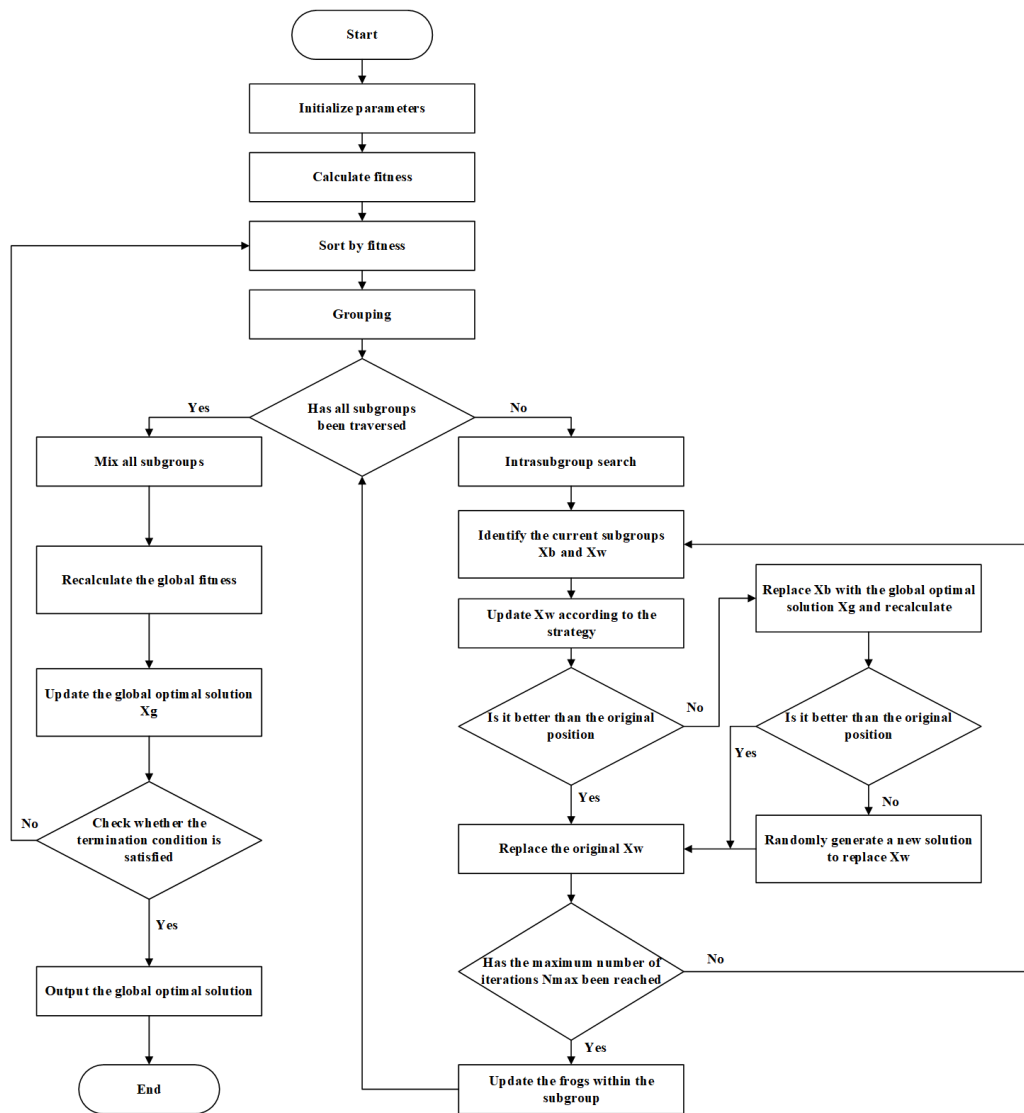 Start
Initialize parameters
Calculate fitness
Sort by fitness
Grouping
Has all subgroups
been traversed
Yes
No
Mix all subgroups
Recalculate the global fitness
Update the global optimal solution
Xg
Check whether the
termination condition is
satisfied
No
Yes
Output the global optimal solution
End
Intrasubgroup search
Identify the current subgroups
Xb and Xw
Update Xw according to the
strategy
Is it better than the original
position
No
Yes
Replace Xb with the global optimal
solution Xg and recalculate
Is it better than the original
position
Yes
No
Randomly generate a new solution
to replace Xw
Replace the original Xw
Has the maximum number of
iterations Nmax been reached
No
Yes
Update the frogs within the
subgroup